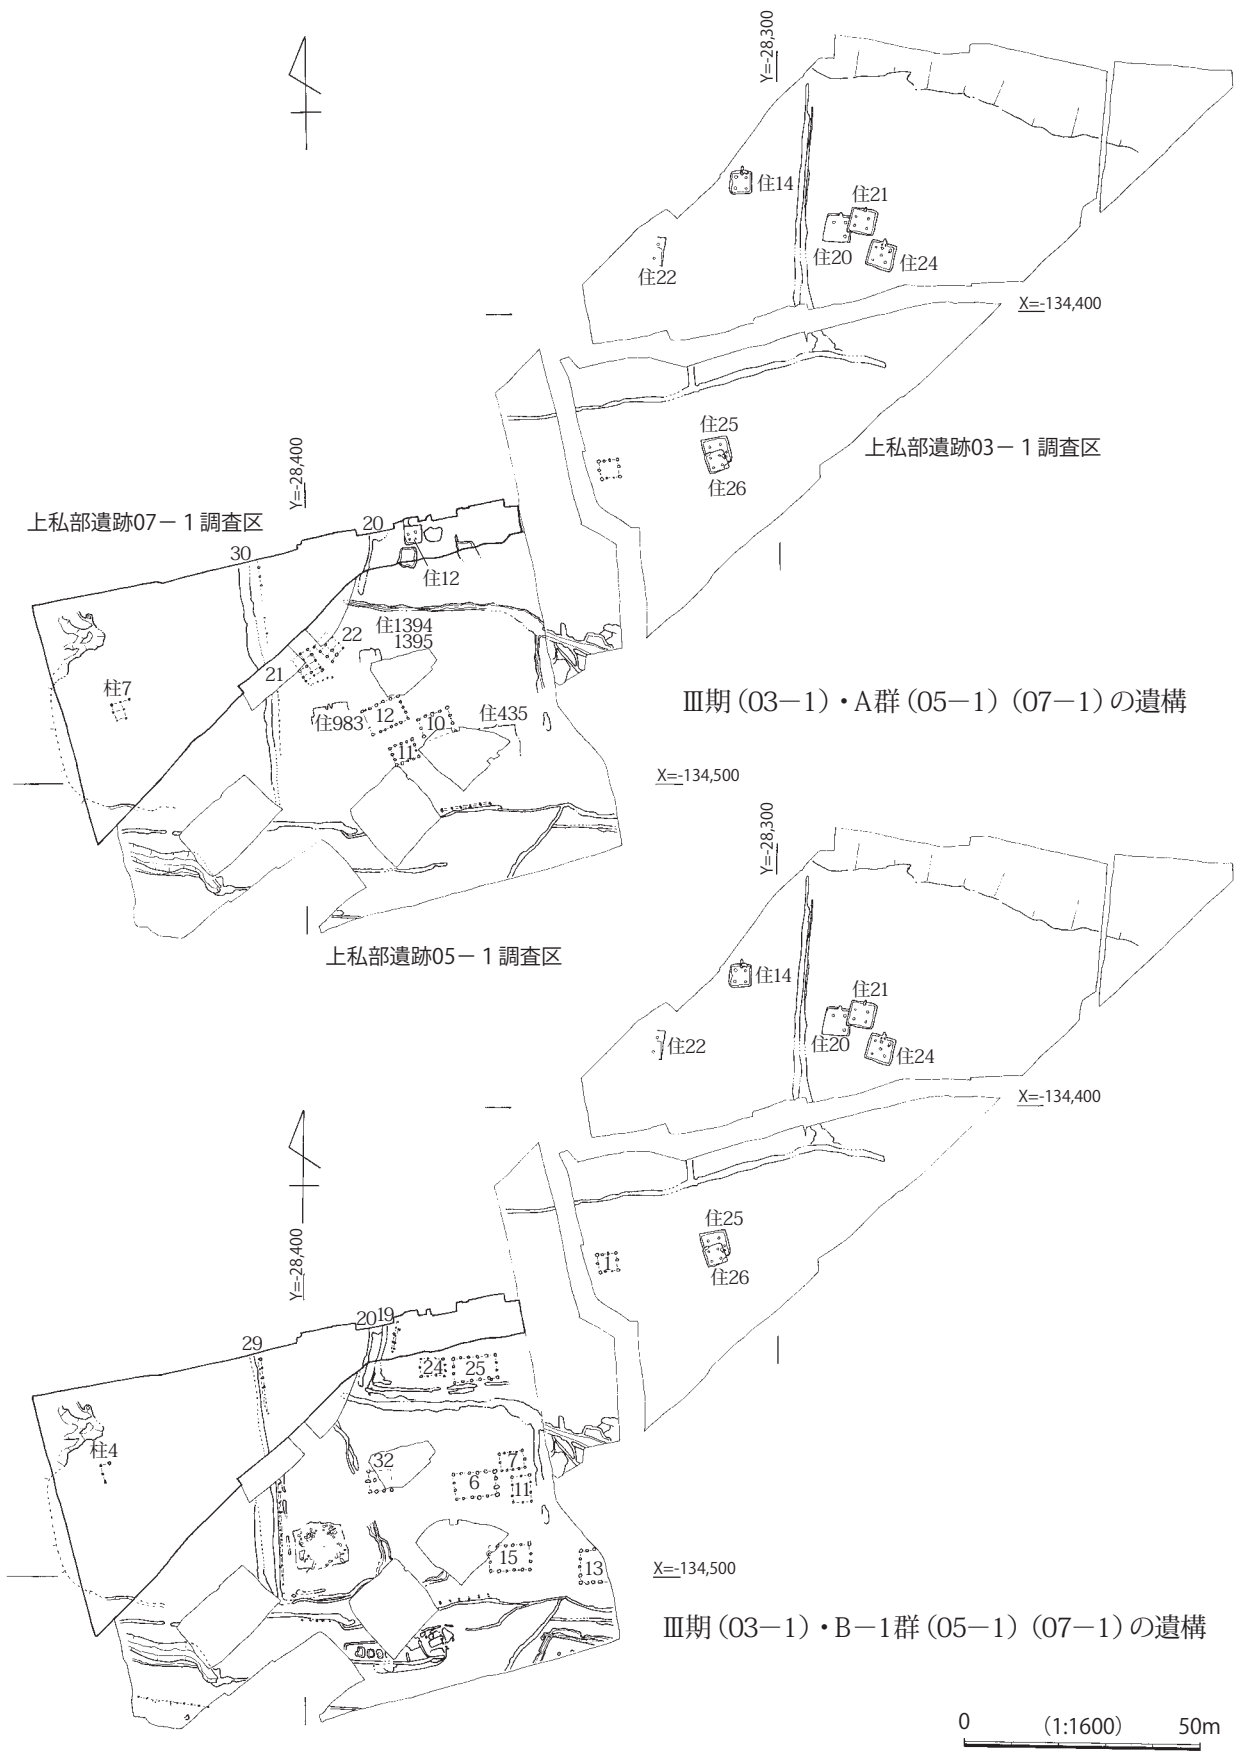 Y=-28,300
住14
住21
住22
住20
住24
X=-134,400
住25
住26
上私部遺跡03－1調査区
Y=-28,400
上私部遺跡07－1調査区
20
30
住12
住1394
1395
22
21
柱7
住983
12
10
住435
11
Ⅲ期(03－1)・A群(05－1)(07－1)の遺構
X=-134,500
上私部遺跡05－1調査区
Y=-28,300
住14
住21
住22
住20
住24
X=-134,400
住25
住26
1
Y=-28,400
20 19
29
24
25
柱4
32
7
6
11
15
13
X=-134,500
Ⅲ期(03－1)・B－1群(05－1)(07－1)の遺構
0 (1:1600) 50m